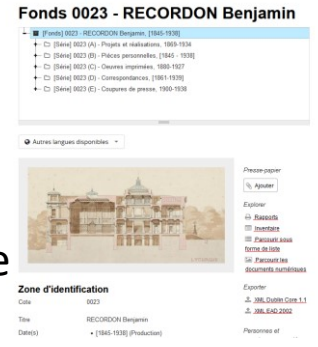 Fonds 0023 - RECORDON Benjamin
[Fonds] 0023 - RECORDON Benjamin, [1845-1938]
[Série] 0023 (A) - Projets et réalisations, 1869-1934
[Série] 0023 (B) - Pièces personnelles, [1845 - 1938]
[Série] 0023 (C) - Oeuvres imprimées, 1880-1927
[Série] 0023 (D) - Correspondances, [1861-1939]
[Série] 0023 (E) - Coupures de presse, 1900-1938
Autres langues disponibles
e
Zone d'identification
Cote 0023
Titre RECORDON Benjamin
Date(s) • [1845-1938] (Production)
Presse-papier
Ajouter
Explorer
Rapports
Inventaire
Parcourir sous
forme de liste
Parcourir les
documents numériques
Exporter
XML Dublin Core 1.1
XML EAD 2002
Personnes et